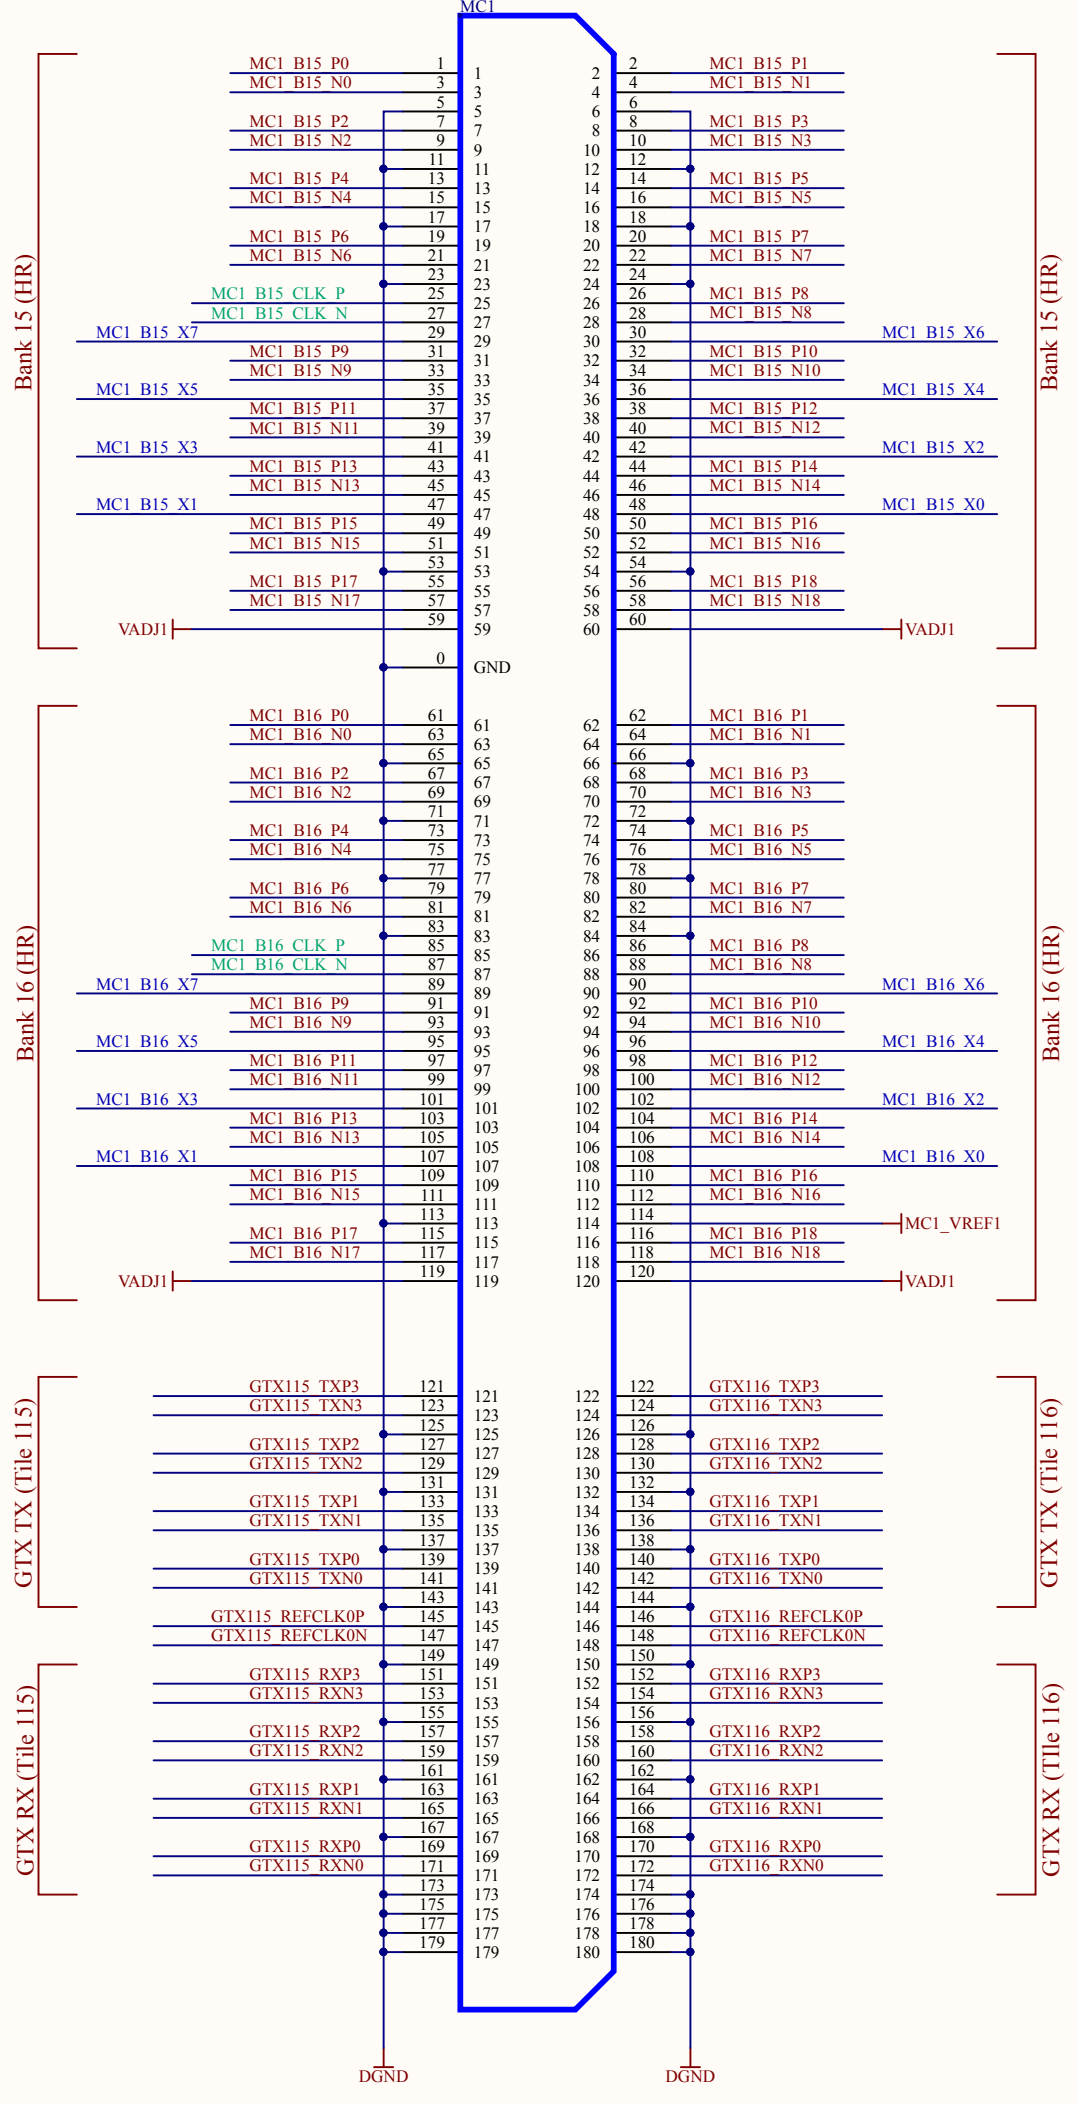 MC1
MC1_B15_P0 1 1 2 2 MC1_B15_P1
MC1_B15_N0 3 3 4 4 MC1_B15_N1
5 5 6 6
MC1_B15_P2 7 7 8 8 MC1_B15_P3
MC1_B15_N2 9 9 10 10 MC1_B15_N3
11 11 12 12
MC1_B15_P4 13 13 14 14 MC1_B15_P5
MC1_B15_N4 15 15 16 16 MC1_B15_N5
17 17 18 18
MC1_B15_P6 19 19 20 20 MC1_B15_P7
MC1_B15_N6 21 21 22 22 MC1_B15_N7
23 23 24 24
MC1_B15_CLK_P 25 25 26 26 MC1_B15_P8
MC1_B15_CLK_N 27 27 28 28 MC1_B15_N8
MC1_B15_X7 29 29 30 30 MC1_B15_X6
MC1_B15_P9 31 31 32 32 MC1_B15_P10
MC1_B15_N9 33 33 34 34 MC1_B15_N10
MC1_B15_X5 35 35 36 36 MC1_B15_X4
MC1_B15_P11 37 37 38 38 MC1_B15_P12
MC1_B15_N11 39 39 40 40 MC1_B15_N12
MC1_B15_X3 41 41 42 42 MC1_B15_X2
MC1_B15_P13 43 43 44 44 MC1_B15_P14
MC1_B15_N13 45 45 46 46 MC1_B15_N14
MC1_B15_X1 47 47 48 48 MC1_B15_X0
MC1_B15_P15 49 49 50 50 MC1_B15_P16
MC1_B15_N15 51 51 52 52 MC1_B15_N16
53 53 54 54
MC1_B15_P17 55 55 56 56 MC1_B15_P18
MC1_B15_N17 57 57 58 58 MC1_B15_N18
VADJ1 59 59 60 60 VADJ1
Bank 15 (HR)
Bank 15 (HR)
0 GND
MC1_B16_P0 61 61 62 62 MC1_B16_P1
MC1_B16_N0 63 63 64 64 MC1_B16_N1
65 65 66 66
MC1_B16_P2 67 67 68 68 MC1_B16_P3
MC1_B16_N2 69 69 70 70 MC1_B16_N3
71 71 72 72
MC1_B16_P4 73 73 74 74 MC1_B16_P5
MC1_B16_N4 75 75 76 76 MC1_B16_N5
77 77 78 78
MC1_B16_P6 79 79 80 80 MC1_B16_P7
MC1_B16_N6 81 81 82 82 MC1_B16_N7
83 83 84 84
MC1_B16_CLK_P 85 85 86 86 MC1_B16_P8
MC1_B16_CLK_N 87 87 88 88 MC1_B16_N8
MC1_B16_X7 89 89 90 90 MC1_B16_X6
MC1_B16_P9 91 91 92 92 MC1_B16_P10
MC1_B16_N9 93 93 94 94 MC1_B16_N10
MC1_B16_X5 95 95 96 96 MC1_B16_X4
MC1_B16_P11 97 97 98 98 MC1_B16_P12
MC1_B16_N11 99 99 100 100 MC1_B16_N12
MC1_B16_X3 101 101 102 102 MC1_B16_X2
MC1_B16_P13 103 103 104 104 MC1_B16_P14
MC1_B16_N13 105 105 106 106 MC1_B16_N14
MC1_B16_X1 107 107 108 108 MC1_B16_X0
MC1_B16_P15 109 109 110 110 MC1_B16_P16
MC1_B16_N15 111 111 112 112 MC1_B16_N16
113 113 114 114 MC1_VREF1
MC1_B16_P17 115 115 116 116 MC1_B16_P18
MC1_B16_N17 117 117 118 118 MC1_B16_N18
VADJ1 119 119 120 120 VADJ1
Bank 16 (HR)
Bank 16 (HR)
GTX115_TXP3 121 121 122 122 GTX116_TXP3
GTX115_TXN3 123 123 124 124 GTX116_TXN3
125 125 126 126
GTX115_TXP2 127 127 128 128 GTX116_TXP2
GTX115_TXN2 129 129 130 130 GTX116_TXN2
131 131 132 132
GTX115_TXP1 133 133 134 134 GTX116_TXP1
GTX115_TXN1 135 135 136 136 GTX116_TXN1
137 137 138 138
GTX115_TXP0 139 139 140 140 GTX116_TXP0
GTX115_TXN0 141 141 142 142 GTX116_TXN0
143 143 144 144
GTX TX (Tile 115)
GTX TX (Tile 116)
GTX115_REFCLK0P 145 145 146 146 GTX116_REFCLK0P
GTX115_REFCLK0N 147 147 148 148 GTX116_REFCLK0N
149 149 150 150
GTX115_RXP3 151 151 152 152 GTX116_RXP3
GTX115_RXN3 153 153 154 154 GTX116_RXN3
155 155 156 156
GTX115_RXP2 157 157 158 158 GTX116_RXP2
GTX115_RXN2 159 159 160 160 GTX116_RXN2
161 161 162 162
GTX115_RXP1 163 163 164 164 GTX116_RXP1
GTX115_RXN1 165 165 166 166 GTX116_RXN1
167 167 168 168
GTX115_RXP0 169 169 170 170 GTX116_RXP0
GTX115_RXN0 171 171 172 172 GTX116_RXN0
173 173 174 174
GTX RX (Tile 115)
GTX RX (TIle 116)
175 175 176 176
177 177 178 178
179 179 180 180
DGND DGND